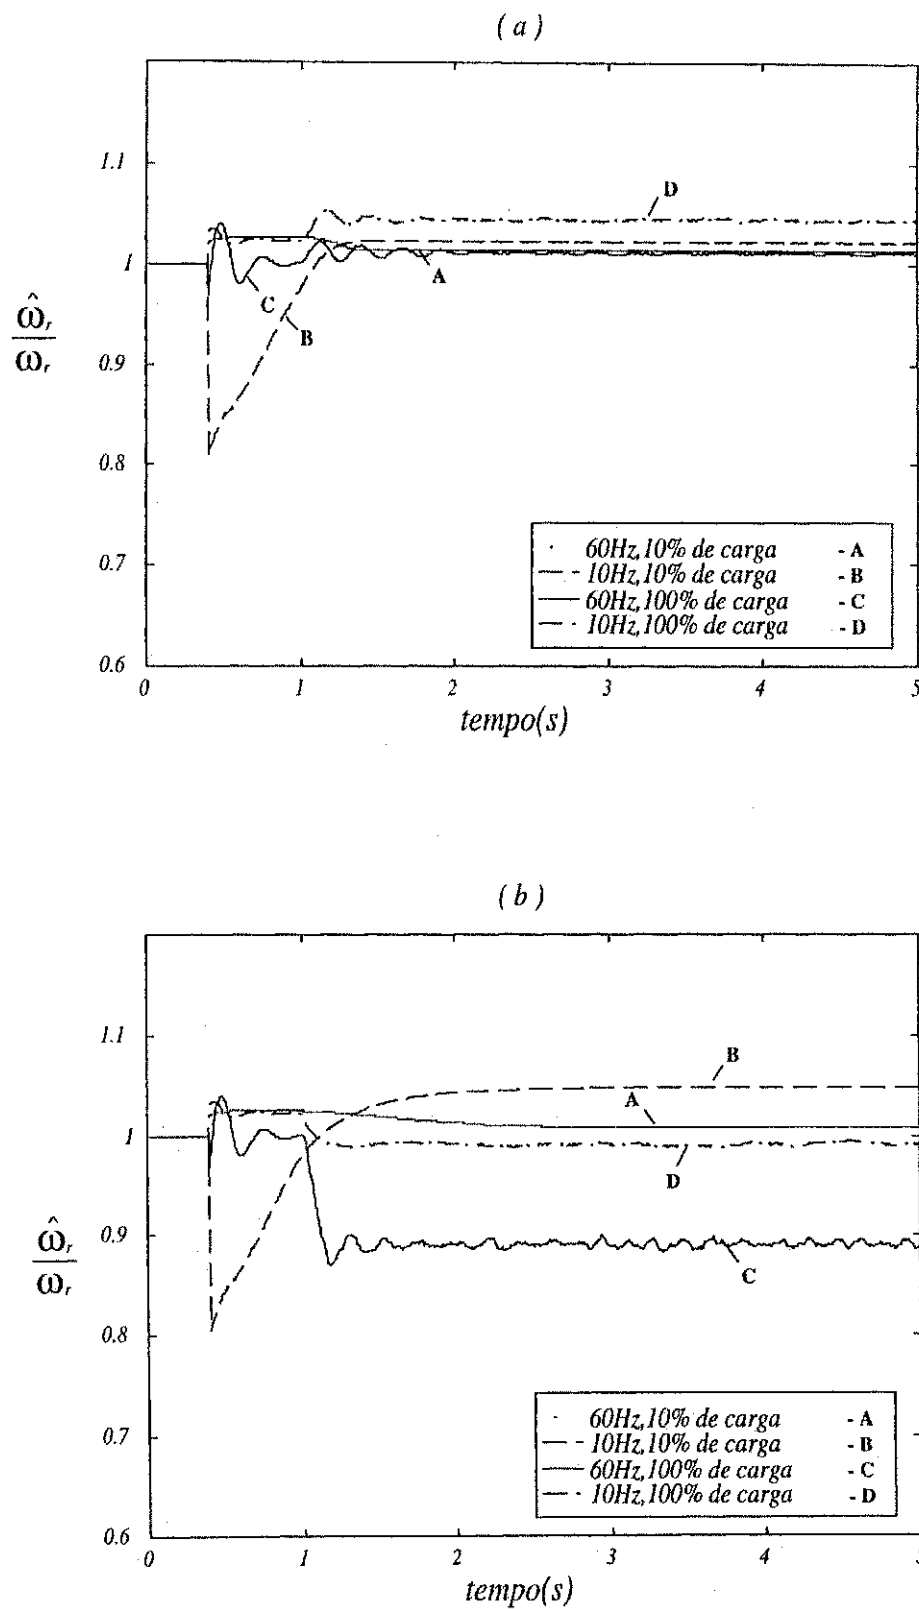 ( a )
1.1
D
1
A
C
B
ω̂r
ωr
0.9
0.8
0.7
60Hz,10% de carga - A
10Hz,10% de carga - B
60Hz,100% de carga - C
10Hz,100% de carga - D
0.6
0 1 2 3 4 5
tempo(s)
( b )
1.1
B
A
1
D
ω̂r
ωr
0.9
C
0.8
0.7
60Hz,10% de carga - A
10Hz,10% de carga - B
60Hz,100% de carga - C
10Hz,100% de carga - D
0.6
0 1 2 3 4 5
tempo(s)